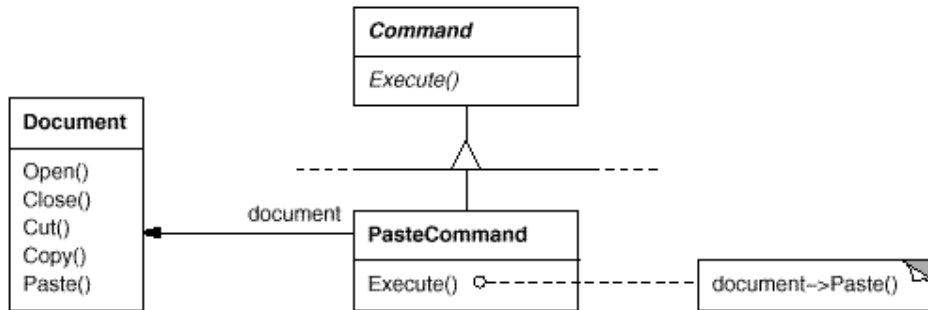 Command
Execute()
Document
Open()
Close()
Cut()
Copy()
Paste()
document
PasteCommand
Execute()
document->Paste()